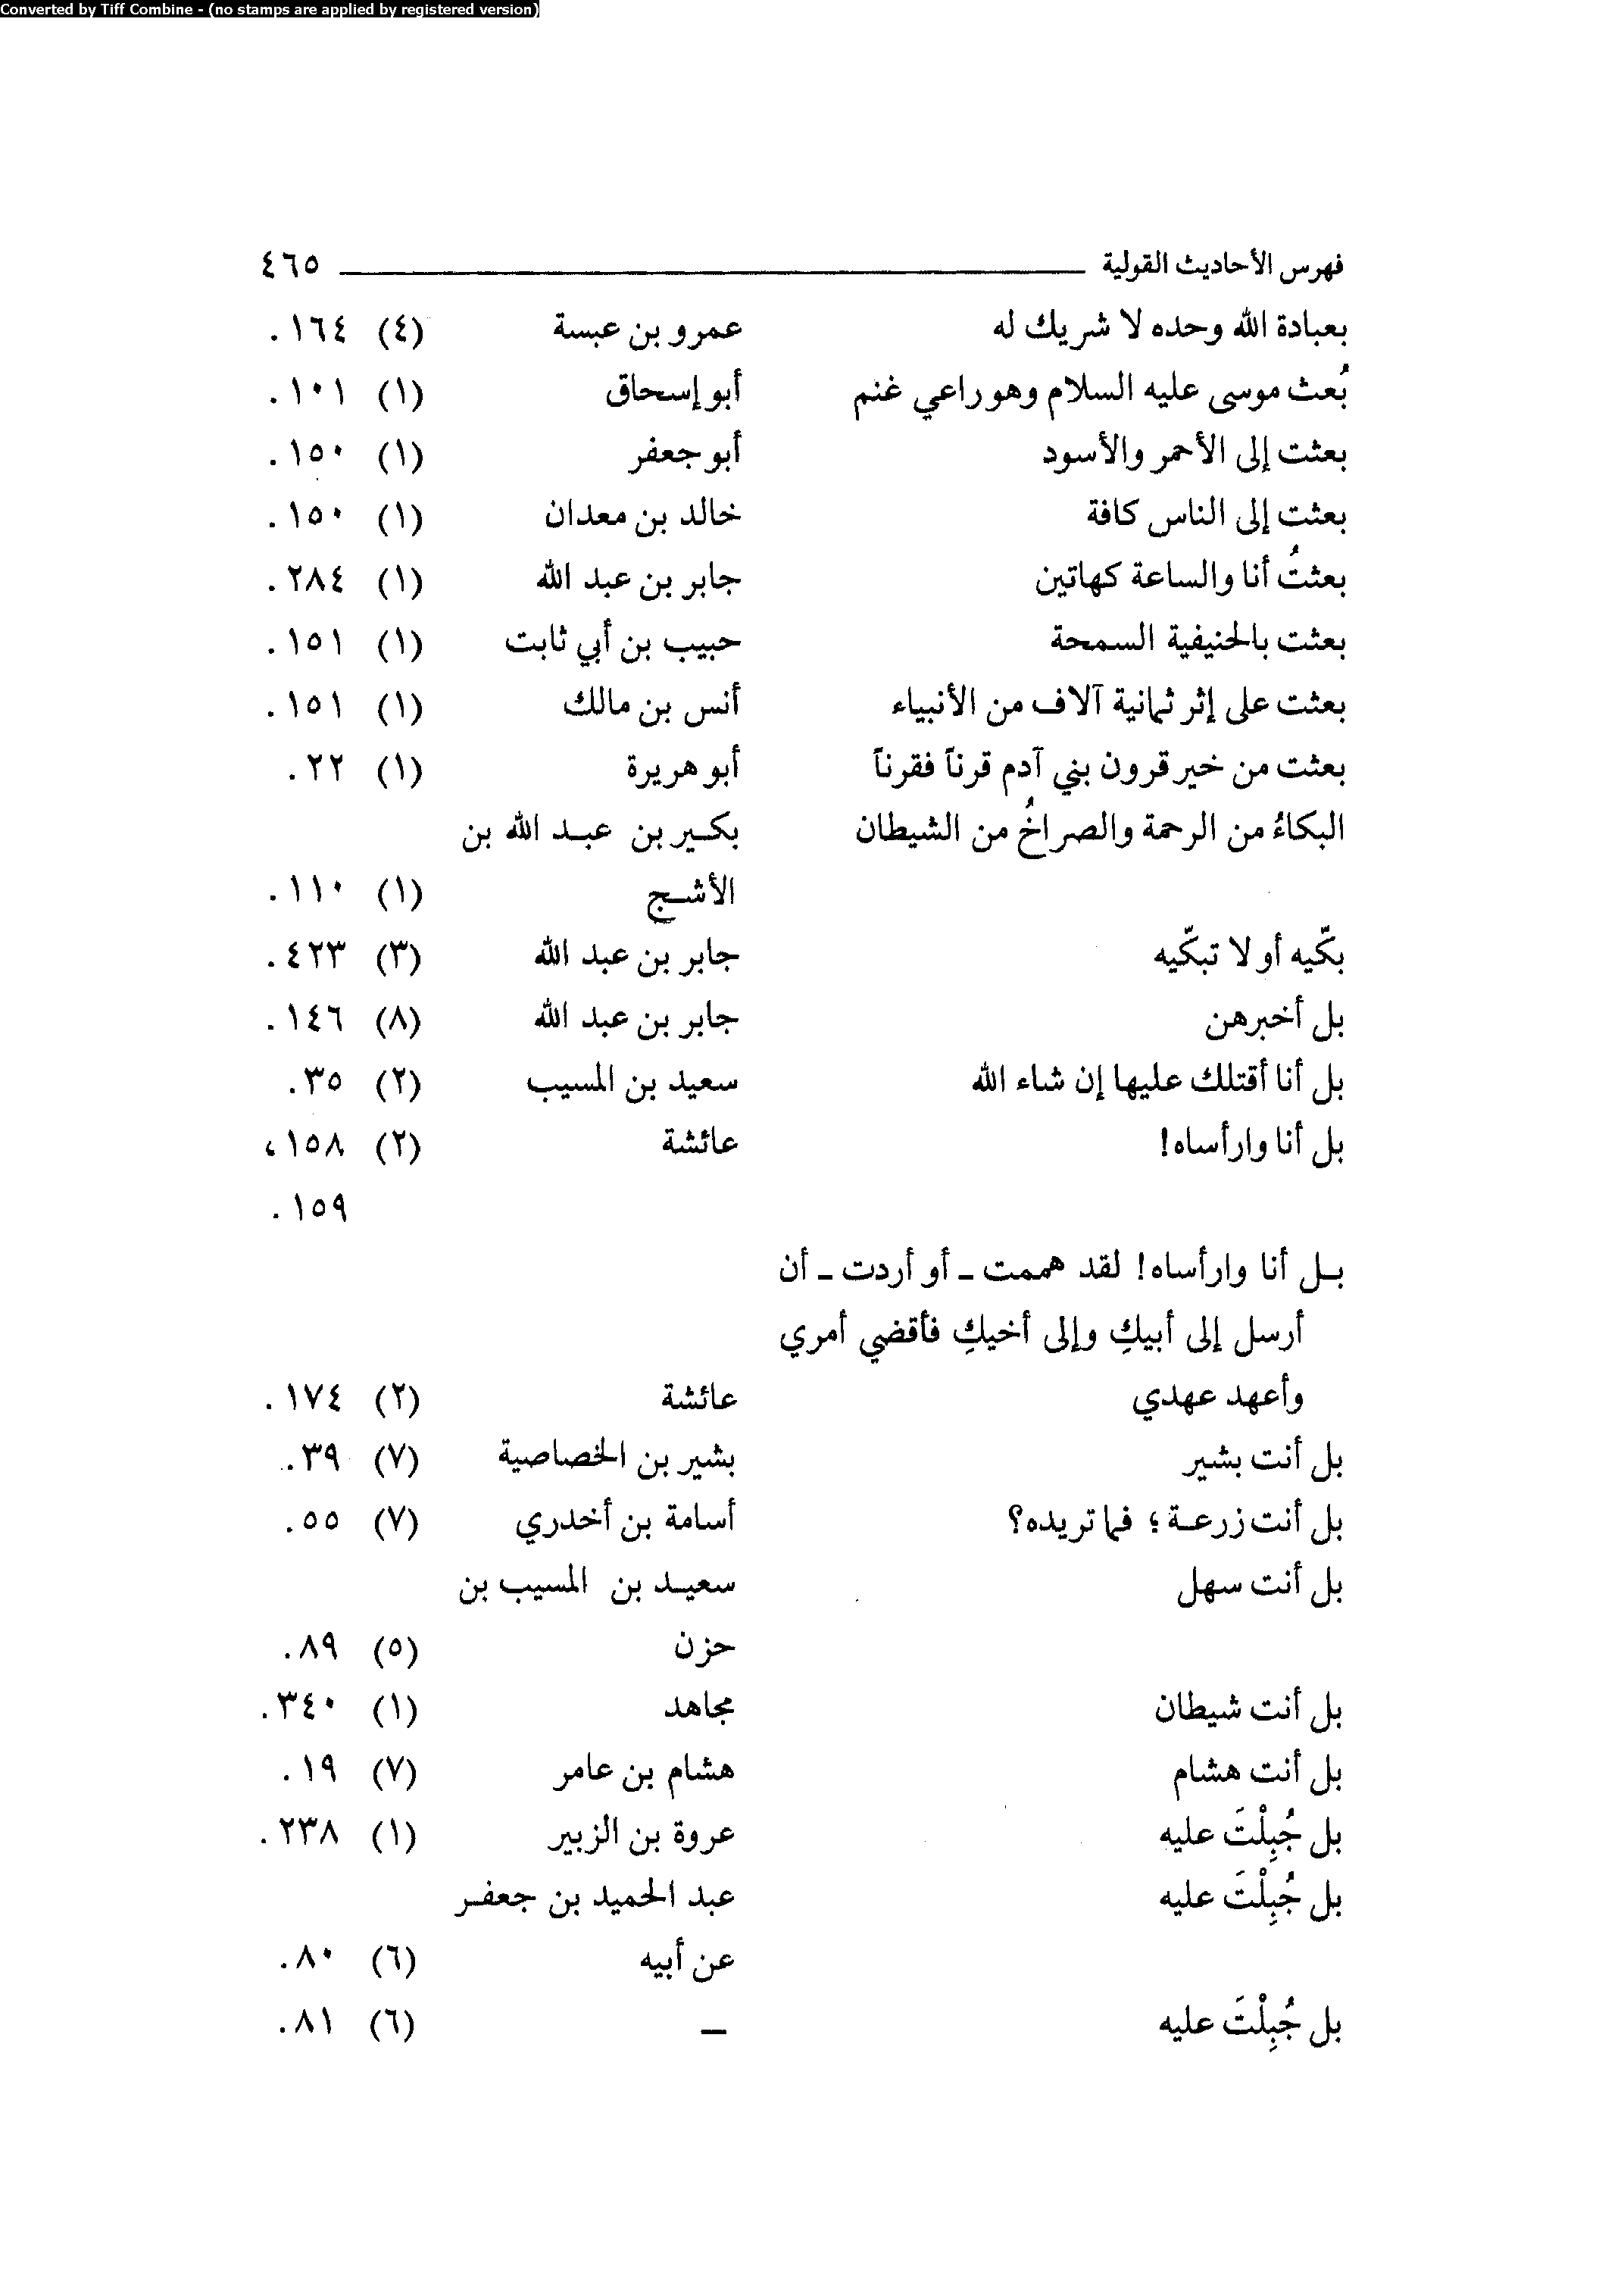 Converted by Tiff Combine - (no stamps are applied by registered version)
فهرس الأحاديث القولية ٤٦٥
بعبادة الله وحده لا شريك له عمرو بن عبسة (٤) ١٦٤ .
بُعث موسى عليه السلام وهو راعي غنم أبو إسحاق (١) ١٠١ .
بعثت إلى الأحمر والأسود أبو جعفر (١) ١٥٠ .
بعثت إلى الناس كافة خالد بن معدان (١) ١٥٠ .
بعثتُ أنا والساعة كهاتين جابر بن عبد الله (١) ٢٨٤ .
بعثت بالحنيفية السمحة حبيب بن أبي ثابت (١) ١٥١ .
بعثت على إثر ثمانية آلاف من الأنبياء أنس بن مالك (١) ١٥١ .
بعثت من خير قرون بني آدم قرناً فقرناً أبو هريرة (١) ٢٢ .
البكاءُ من الرحمة والصراخُ من الشيطان بكـير بن عبـد الله بن
الأشـج (١) ١١٠ .
بكّيه أو لا تبكّيه جابر بن عبد الله (٣) ٤٢٣ .
بل أخبرهن جابر بن عبد الله (٨) ١٤٦ .
بل أنا أقتلك عليها إن شاء الله سعيد بن المسيب (٢) ٣٥ .
بل أنا وارأساه! عائشة (٢) ١٥٨ ،
١٥٩ .
بـل أنا وارأساه! لقد هممت ـ أو أردت ـ أن
أرسل إلى أبيكِ وإلى أخيكِ فأقضي أمري
وأعهد عهدي عائشة (٢) ١٧٤ .
بل أنت بشير بشير بن الخصاصية (٧) ٣٩ .
بل أنت زرعـة ؛ فما تريده؟ أسامة بن أخدري (٧) ٥٥ .
بل أنت سهل سعيـد بن المسيب بن
حزن (٥) ٨٩ .
بل أنت شيطان مجاهد (١) ٣٤٠ .
بل أنت هشام هشام بن عامر (٧) ١٩ .
بل جُبِلْتَ عليه عروة بن الزبير (١) ٢٣٨ .
بل جُبِلْتَ عليه عبد الحميد بن جعفـر
عن أبيه (٦) ٨٠ .
بل جُبِلْتَ عليه ـ (٦) ٨١ .